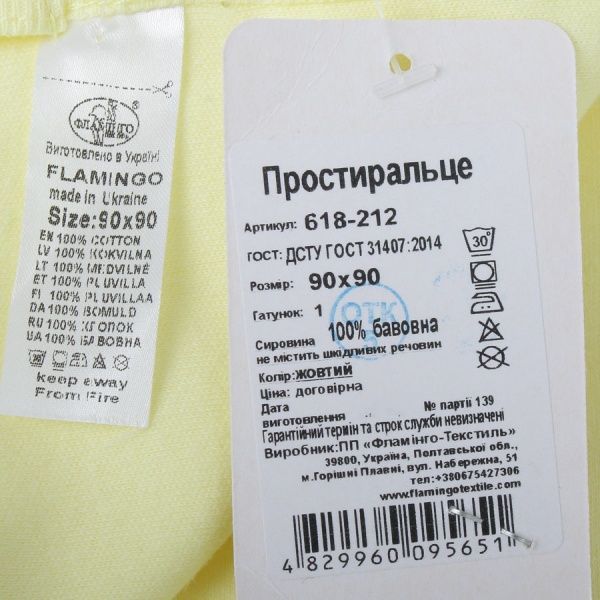 ФЛАМІНГО
Виготовлено в Україні
FLAMINGO
made in Ukraine
Size:90x90
EN 100% COTTON
LV 100% KOKVILNA
LT 100% MEDVILNĖ
ET 100% PUUVILLA
FI 100% PUUVILLAA
DA 100% BOMULD
RU 100% ХЛОПОК
UA 100% БАВОВНА
30
keep away
From Fire
Простиральце
Артикул: 618-212
ГОСТ: ДСТУ ГОСТ 31407:2014
Розмір: 90x90
Гатунок: 1
ОТК
Сировина 100% бавовна
не містить шкідливих речовин
Колір: жовтий
Ціна: договірна
Дата
виготовлення № партії 139
Гарантійний термін та строк служби невизначені
Виробник:ПП «Фламінго-Текстиль»
39800, Україна, Полтавської обл.,
м.Горішні Плавні, вул. Набережна, 51
тел:+380675427306
www.flamingotextile.com
30°
4 829960 095651